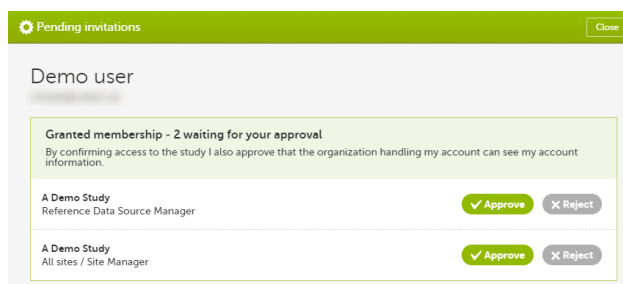 Pending invitations
Close
Demo user
Granted membership - 2 waiting for your approval
By confirming access to the study I also approve that the organization handling my account can see my account
information.
A Demo Study
Reference Data Source Manager
Approve
Reject
A Demo Study
All sites / Site Manager
Approve
Reject